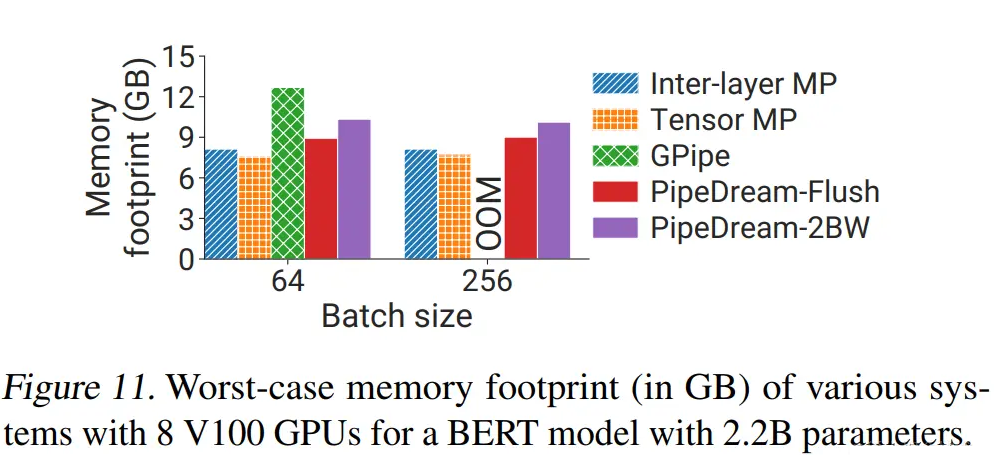 Memory
footprint (GB)
15
12
9
6
3
0
OOM
64
256
Batch size
Inter-layer MP
Tensor MP
GPipe
PipeDream-Flush
PipeDream-2BW
Figure 11. Worst-case memory footprint (in GB) of various sys-
tems with 8 V100 GPUs for a BERT model with 2.2B parameters.